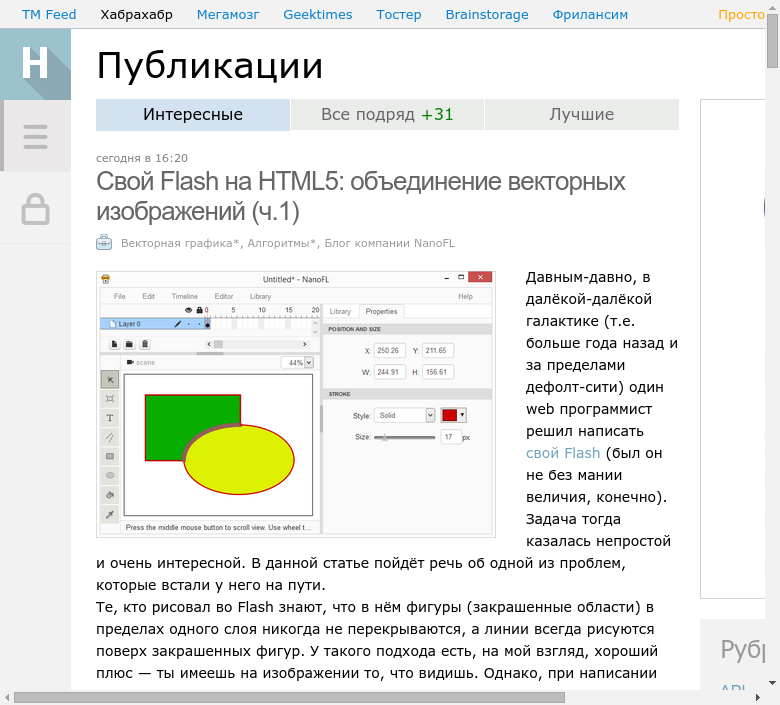 TM Feed Хабрахабр Мегамозг Geektimes Тостер Brainstorage Фрилансим Просто
H
Публикации
Интересные Все подряд +31 Лучшие
сегодня в 16:20
Свой Flash на HTML5: объединение векторных
изображений (ч.1)
Векторная графика*, Алгоритмы*, Блог компании NanoFL
Untitled* - NanoFL
File Edit Timeline Editor Library Help
0 5 10 15 20
Layer 0
scene
44%
T
Press the middle mouse button to scroll view. Use wheel t...
Library Properties
POSITION AND SIZE
X: 250.26 Y: 211.65
W: 244.91 H: 156.61
STROKE
Style: Solid
Size: 17 px
Давным-давно, в
далёкой-далёкой
галактике (т.е.
больше года назад и
за пределами
дефолт-сити) один
web программист
решил написать
свой Flash (был он
не без мании
величия, конечно).
Задача тогда
казалась непростой
и очень интересной. В данной статье пойдёт речь об одной из проблем,
которые встали у него на пути.
Те, кто рисовал во Flash знают, что в нём фигуры (закрашенные области) в
пределах одного слоя никогда не перекрываются, а линии всегда рисуются
поверх закрашенных фигур. У такого подхода есть, на мой взгляд, хороший
плюс — ты имеешь на изображении то, что видишь. Однако, при написании
Рубр